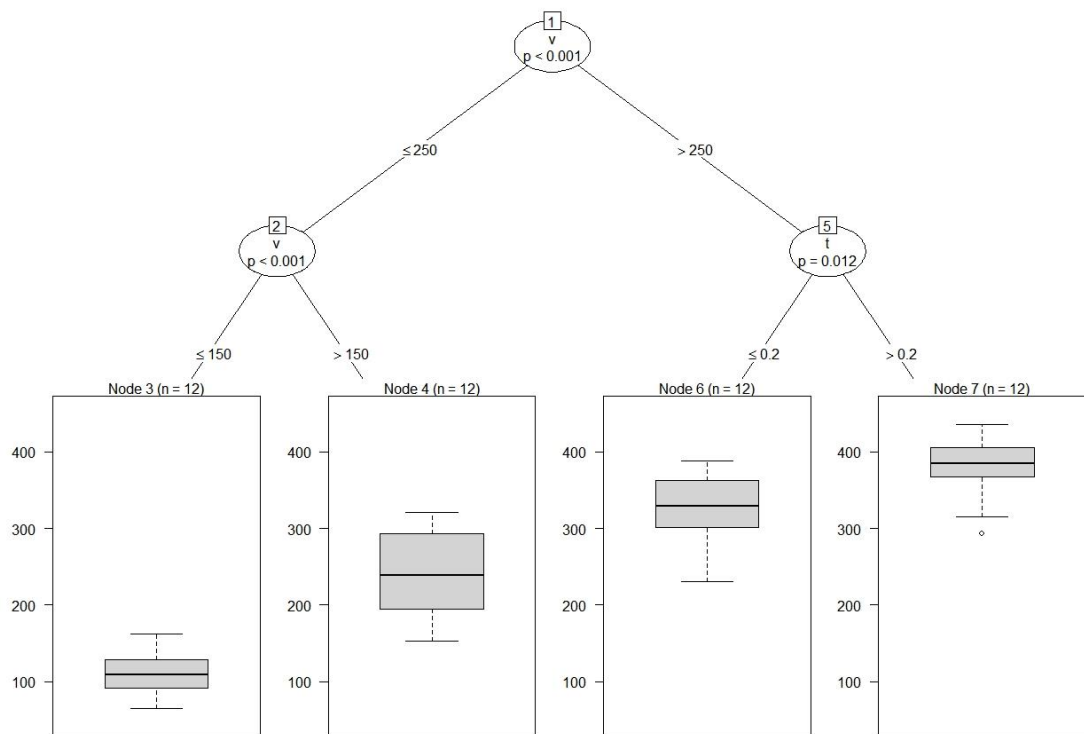 1
v
p < 0.001
≤ 250
> 250
2
v
p < 0.001
5
t
p = 0.012
≤ 150
> 150
≤ 0.2
> 0.2
Node 3 (n = 12)
Node 4 (n = 12)
Node 6 (n = 12)
Node 7 (n = 12)
400
300
200
100
400
300
200
100
400
300
200
100
400
300
200
100